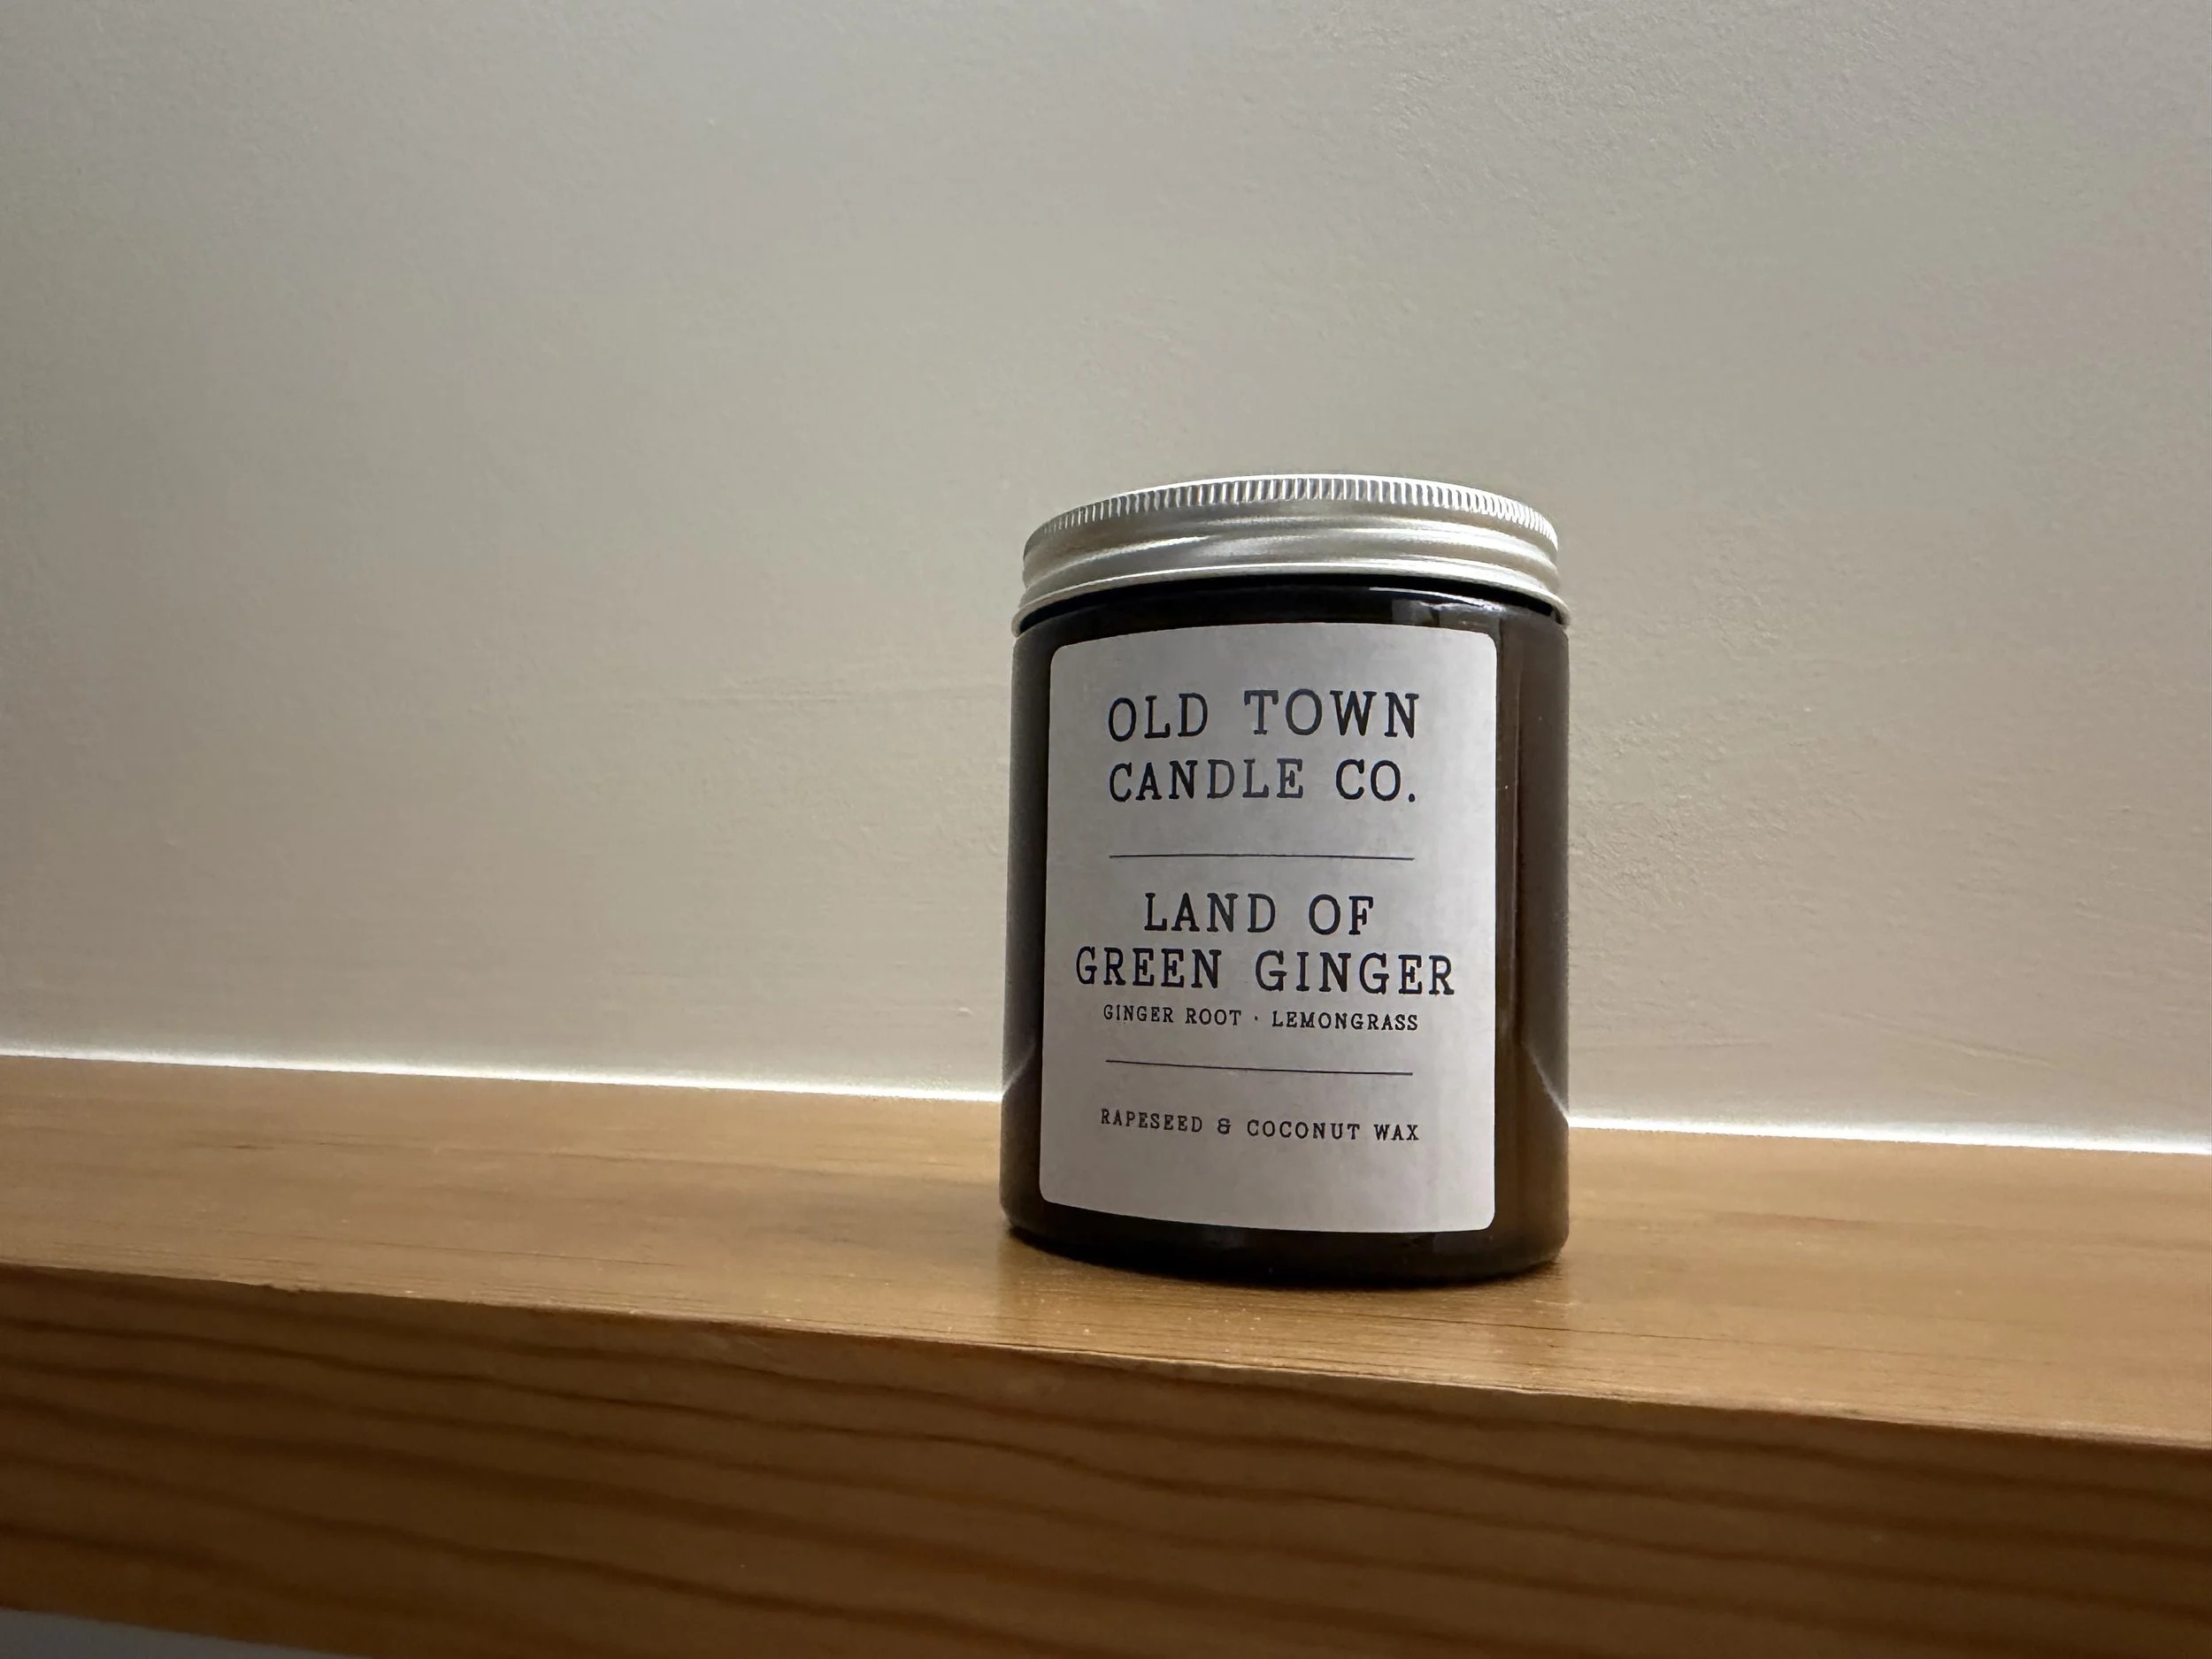 OLD TOWN
CANDLE CO.
LAND OF
GREEN GINGER
GINGER ROOT · LEMONGRASS
RAPESEED & COCONUT WAX